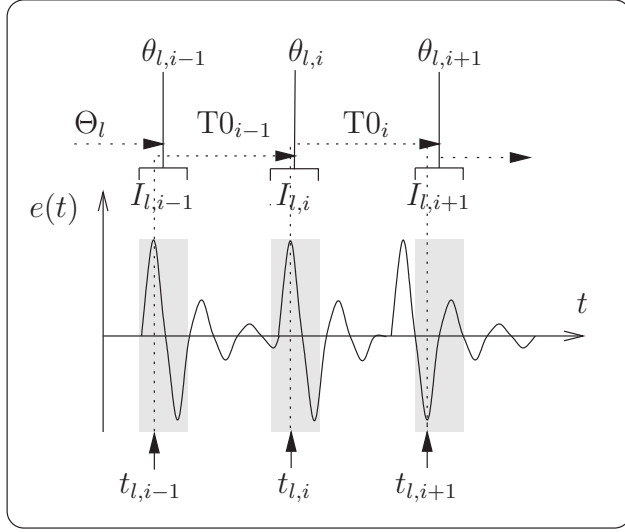 θ_{l,i−1} θ_{l,i} θ_{l,i+1}
Θ_l T0_{i−1} T0_i
I_{l,i−1} I_{l,i} I_{l,i+1}
e(t)
t
t_{l,i−1} t_{l,i} t_{l,i+1}